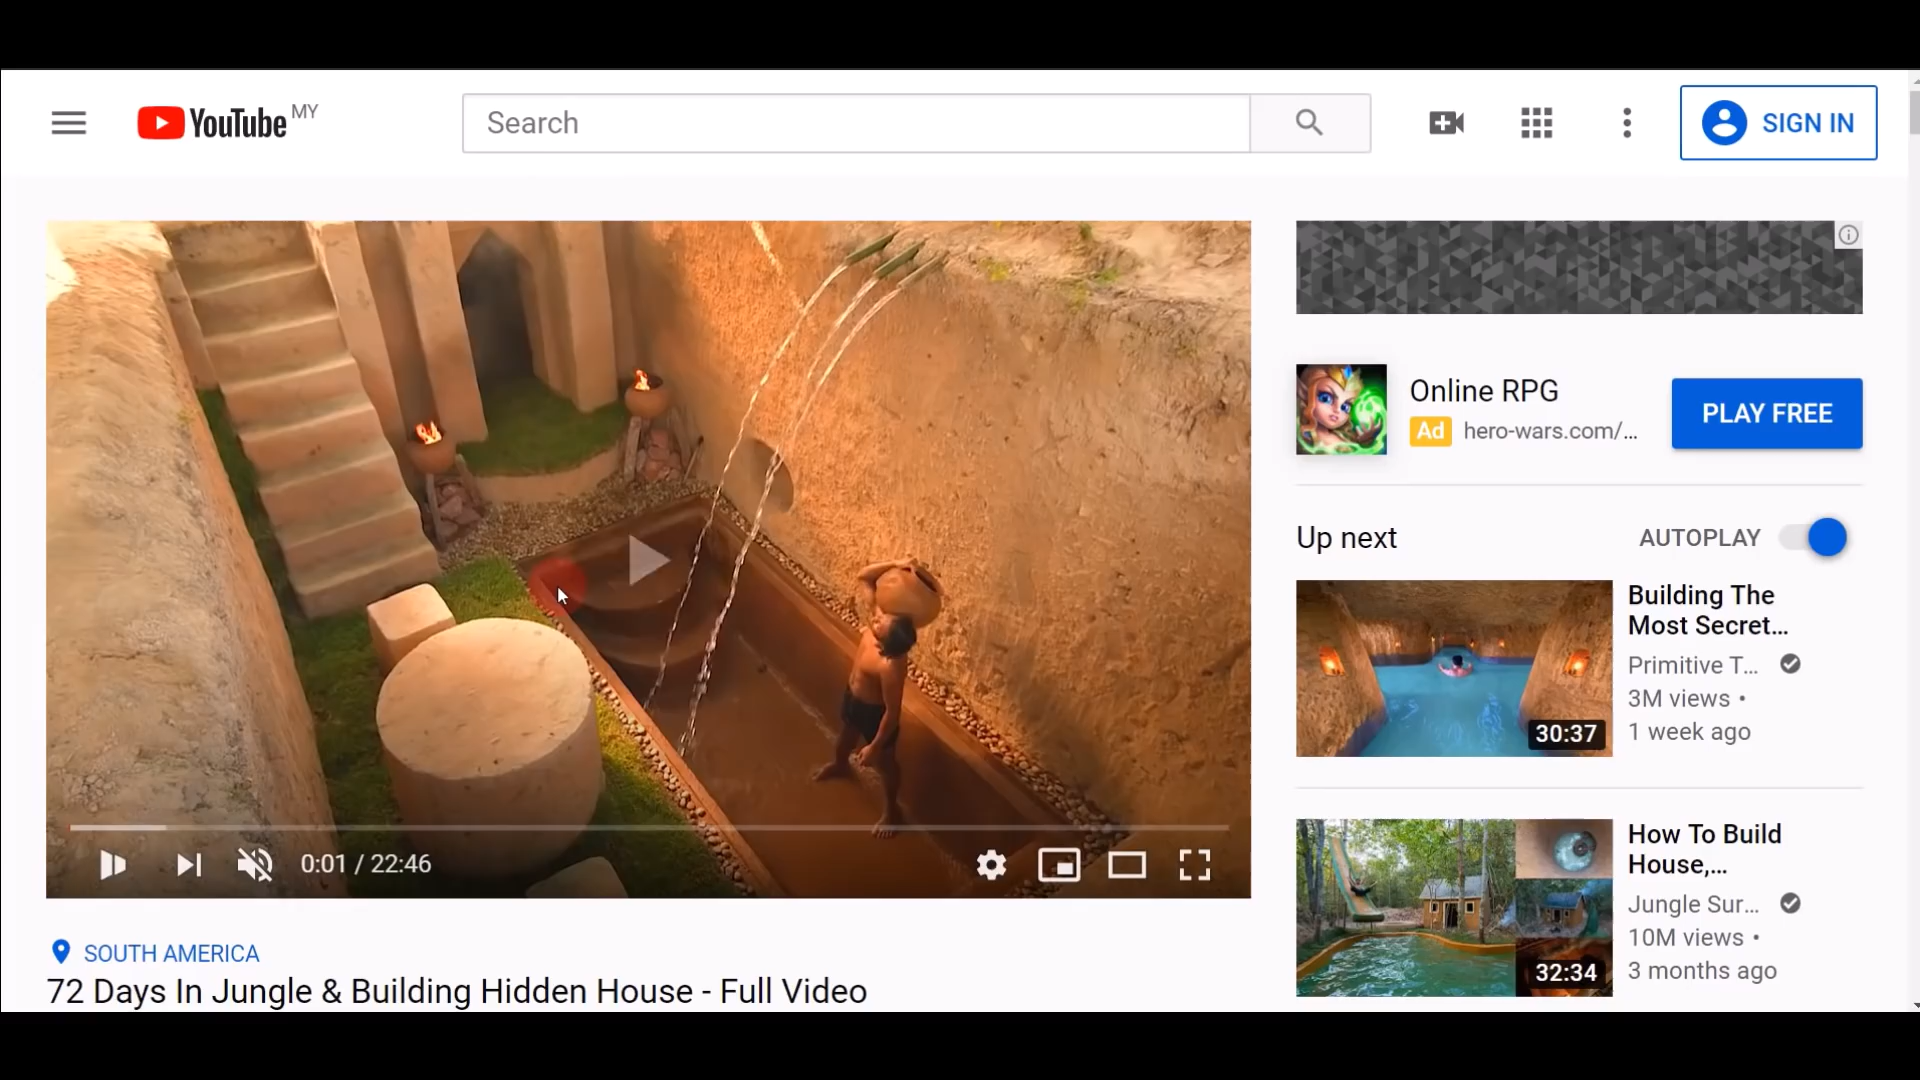 YouTube MY
Search
SIGN IN
Online RPG
Ad hero-wars.com/...
PLAY FREE
Up next
AUTOPLAY
Building The
Most Secret...
Primitive T...
3M views •
1 week ago
30:37
How To Build
House,...
Jungle Sur...
10M views •
3 months ago
32:34
0:01 / 22:46
SOUTH AMERICA
72 Days In Jungle & Building Hidden House - Full Video